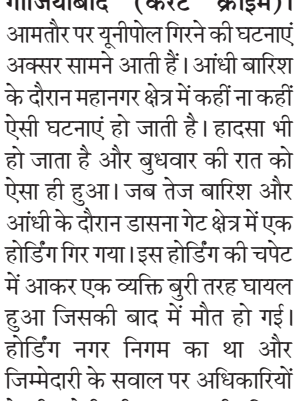 गाजियाबाद (करंट क्राइम)।
आमतौर पर यूनीपोल गिरने की घटनाएं
अक्सर सामने आती हैं। आंधी बारिश
के दौरान महानगर क्षेत्र में कहीं ना कहीं
ऐसी घटनाएं हो जाती है। हादसा भी
हो जाता है और बुधवार की रात को
ऐसा ही हुआ। जब तेज बारिश और
आंधी के दौरान डासना गेट क्षेत्र में एक
होर्डिंग गिर गया। इस होर्डिंग की चपेट
में आकर एक व्यक्ति बुरी तरह घायल
हुआ जिसकी बाद में मौत हो गई।
होर्डिंग नगर निगम का था और
जिम्मेदारी के सवाल पर अधिकारियों